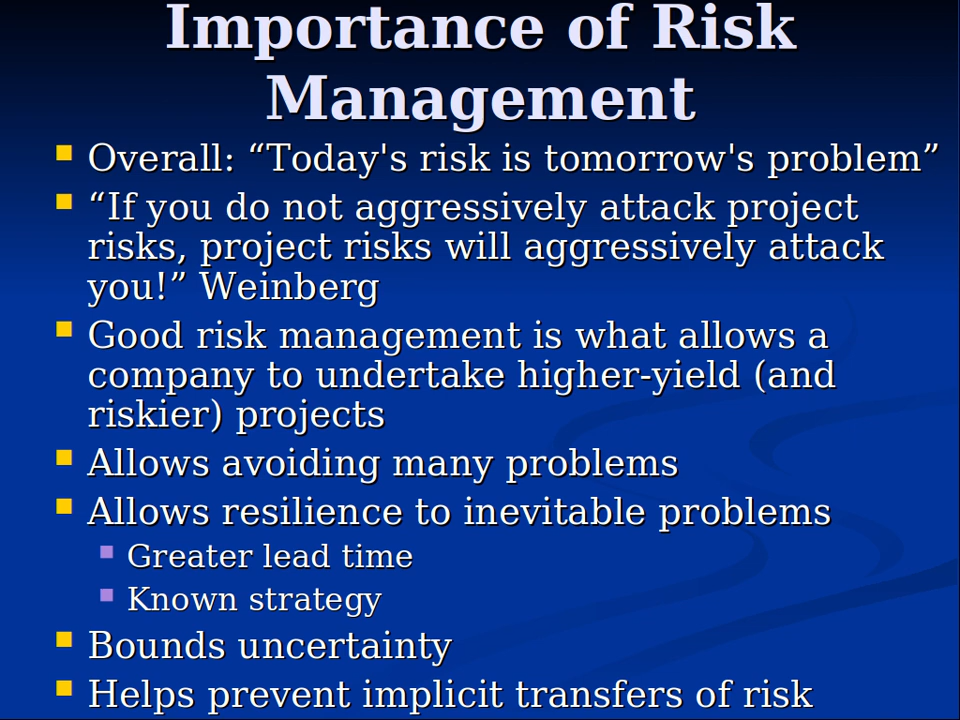 Importance of Risk
Management
Overall: “Today's risk is tomorrow's problem”
“If you do not aggressively attack project
risks, project risks will aggressively attack
you!” Weinberg
Good risk management is what allows a
company to undertake higher-yield (and
riskier) projects
Allows avoiding many problems
Allows resilience to inevitable problems
Greater lead time
Known strategy
Bounds uncertainty
Helps prevent implicit transfers of risk